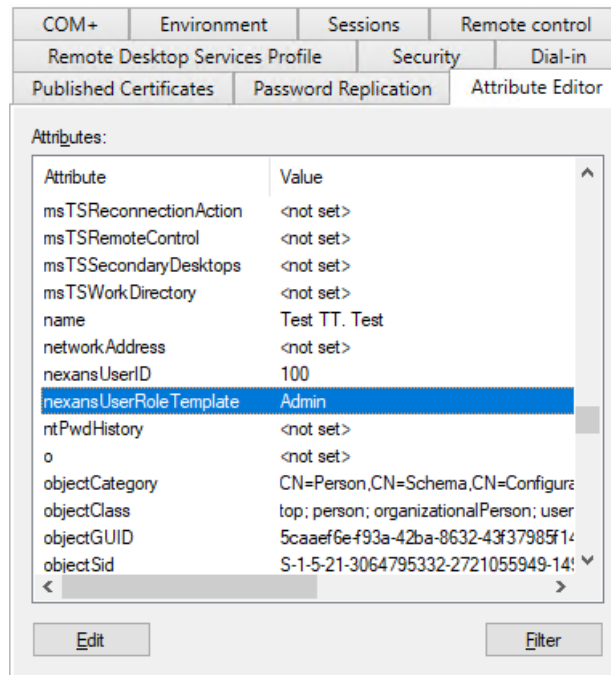 COM+ Environment Sessions Remote control
Remote Desktop Services Profile Security Dial-in
Published Certificates Password Replication Attribute Editor
Attributes:
Attribute Value
msTSReconnectionAction <not set>
msTSRemoteControl <not set>
msTSSecondaryDesktops <not set>
msTSWorkDirectory <not set>
name Test TT. Test
networkAddress <not set>
nexansUserID 100
nexansUserRoleTemplate Admin
ntPwdHistory <not set>
o <not set>
objectCategory CN=Person,CN=Schema,CN=Configura
objectClass top; person; organizationalPerson; user
objectGUID 5caaef6e-f93a-42ba-8632-43f37985f14
objectSid S-1-5-21-3064795332-2721055949-149
Edit Filter